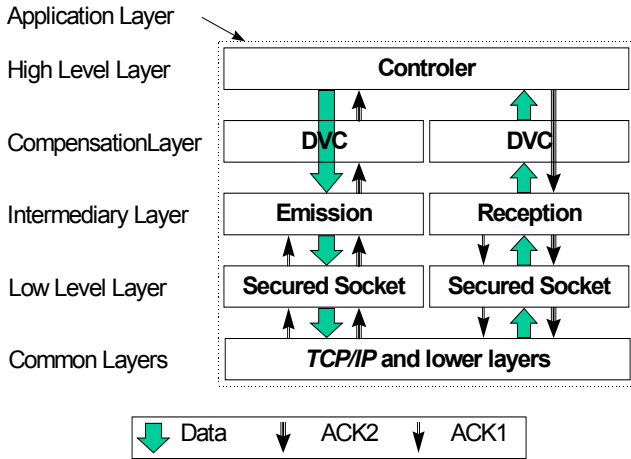 Application Layer
High Level Layer
Controler
CompensationLayer
DVC
DVC
Intermediary Layer
Emission
Reception
Low Level Layer
Secured Socket
Secured Socket
Common Layers
TCP/IP and lower layers
Data
ACK2
ACK1